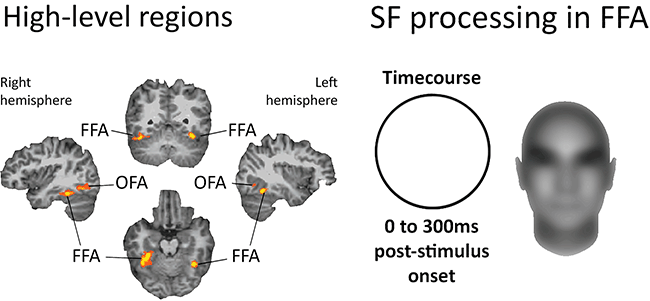 High-level regions
SF processing in FFA
Right
hemisphere
Left
hemisphere
FFA
FFA
OFA
OFA
FFA
FFA
Timecourse
0 to 300ms
post-stimulus
onset